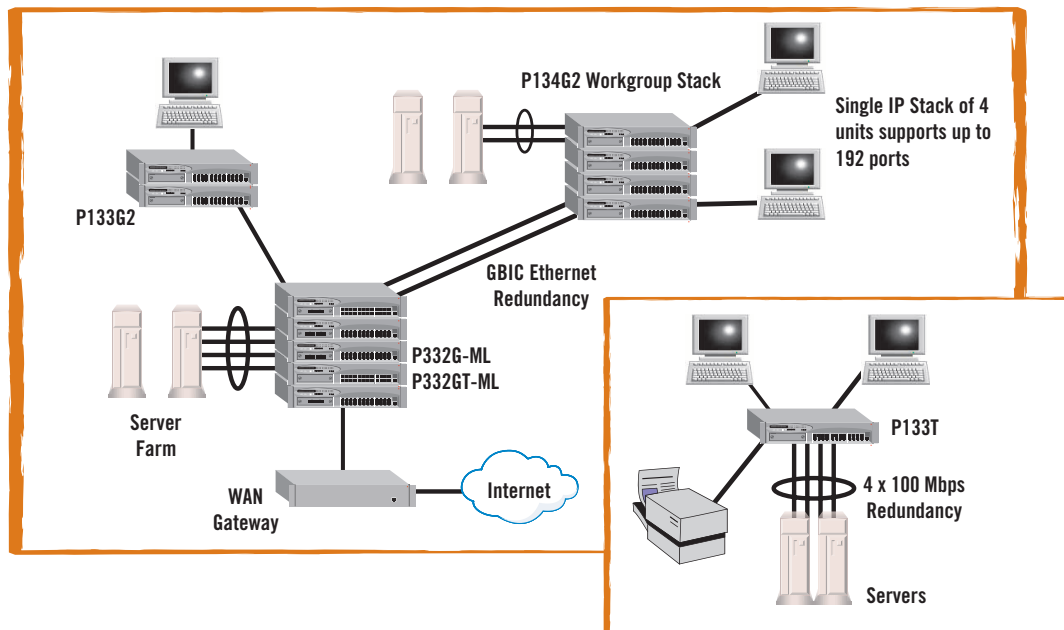 P134G2 Workgroup Stack
Single IP Stack of 4
units supports up to
192 ports
P133G2
GBIC Ethernet
Redundancy
P332G-ML
P332GT-ML
Server
Farm
WAN
Gateway
Internet
P133T
4 x 100 Mbps
Redundancy
Servers